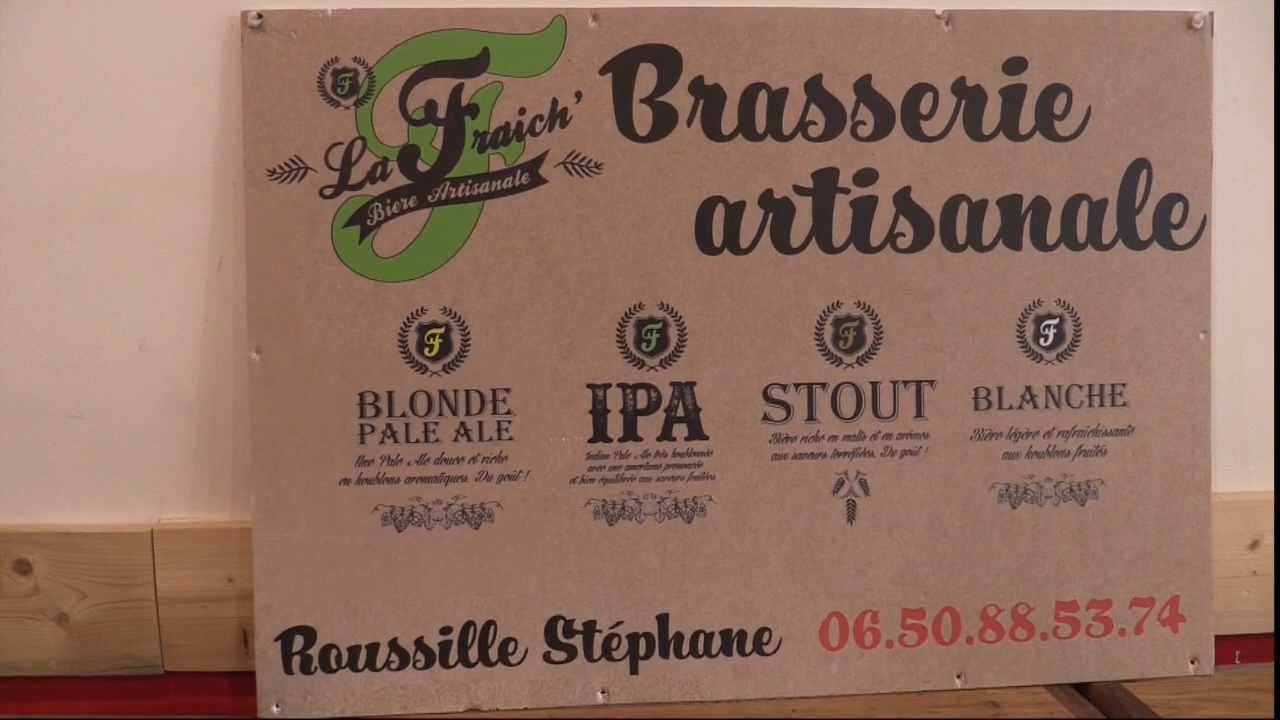 F
La Fraich'
Biere Artisanale
Brasserie
artisanale
F
BLONDE
PALE ALE
Une Pale Ale douce et riche
en houblons aromatiques. Du goût !
F
IPA
Indian Pale Ale très houblonnée
avec une amertume prononcée
et bien équilibrée aux saveurs fruitées.
F
STOUT
Bière riche en malts et en arômes
aux saveurs torréfiées. Du goût !
F
BLANCHE
Bière légère et rafraichissante
aux houblons fruités
Roussille Stéphane
06.50.88.53.74